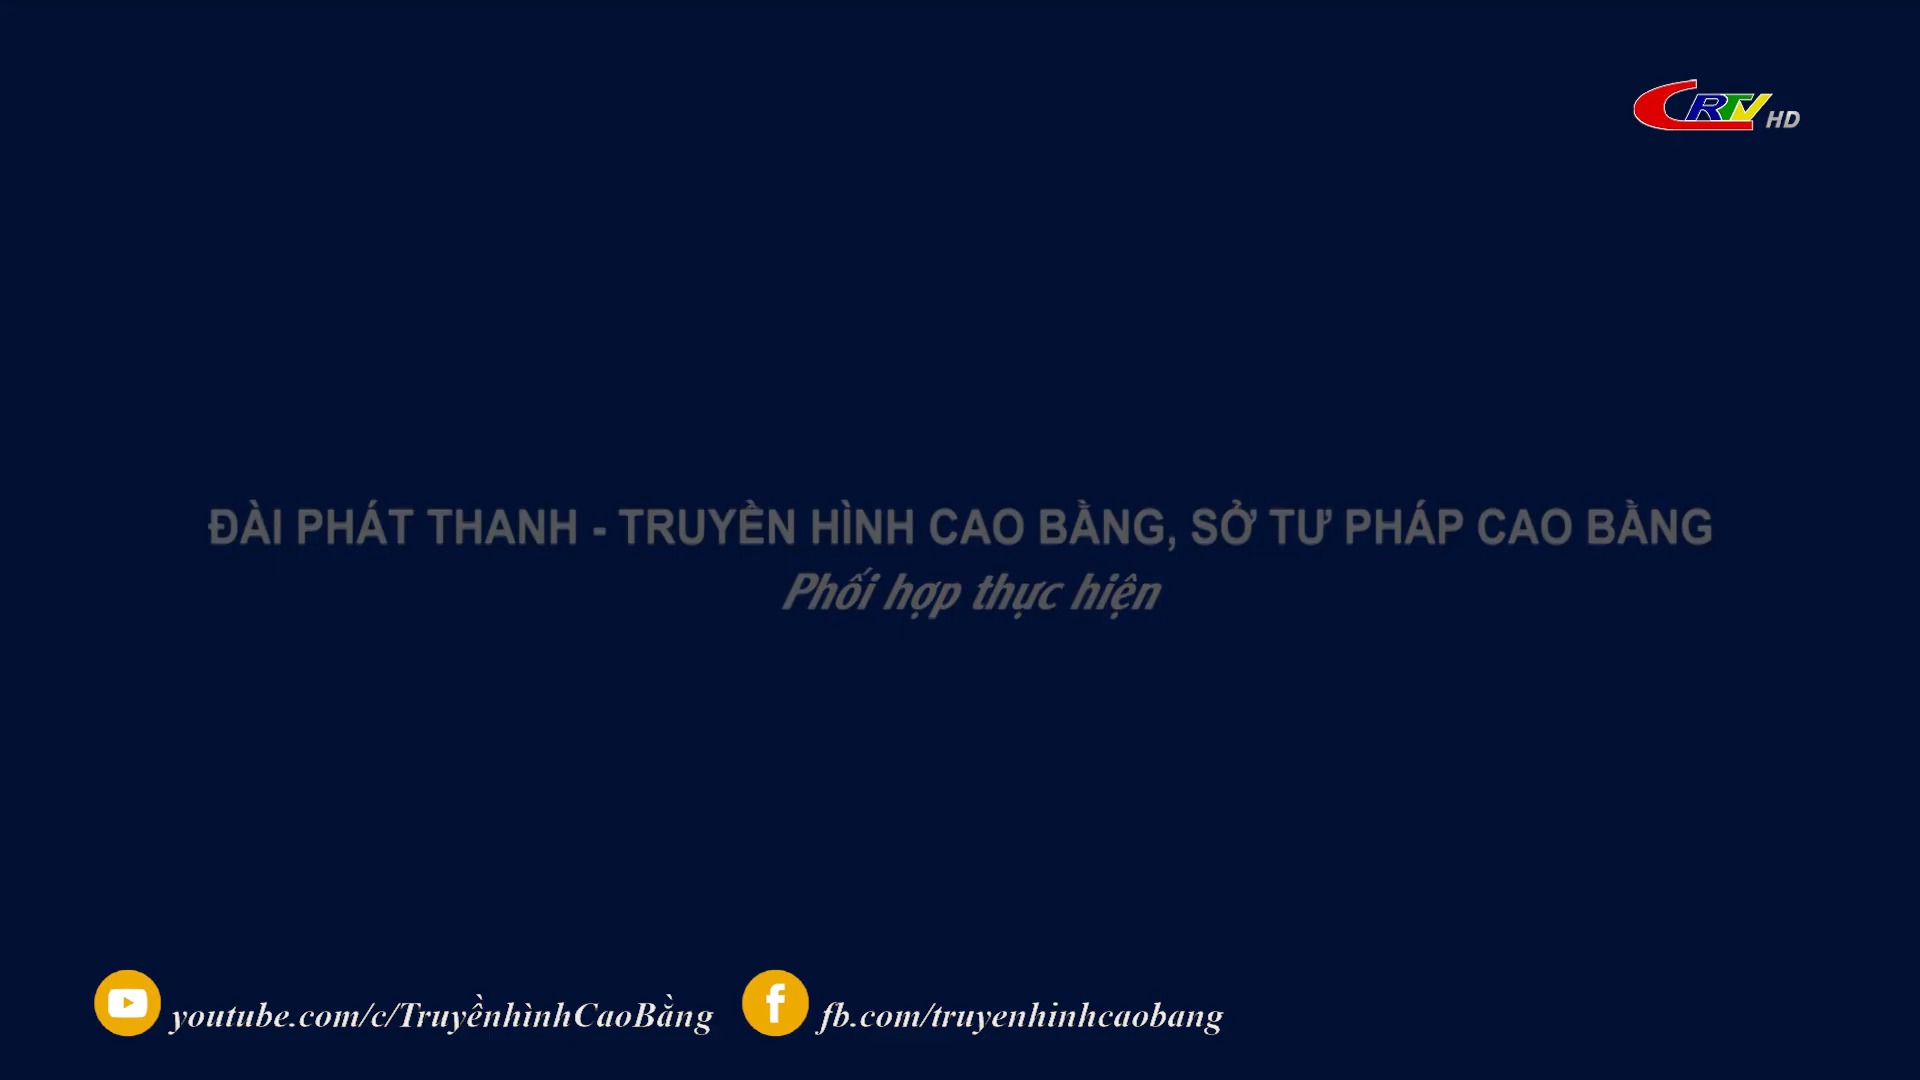 CRTV HD
ĐÀI PHÁT THANH - TRUYỀN HÌNH CAO BẰNG, SỞ TƯ PHÁP CAO BẰNG
Phối hợp thực hiện
youtube.com/c/TruyềnhìnhCaoBằng
fb.com/truyenhinhcaobang